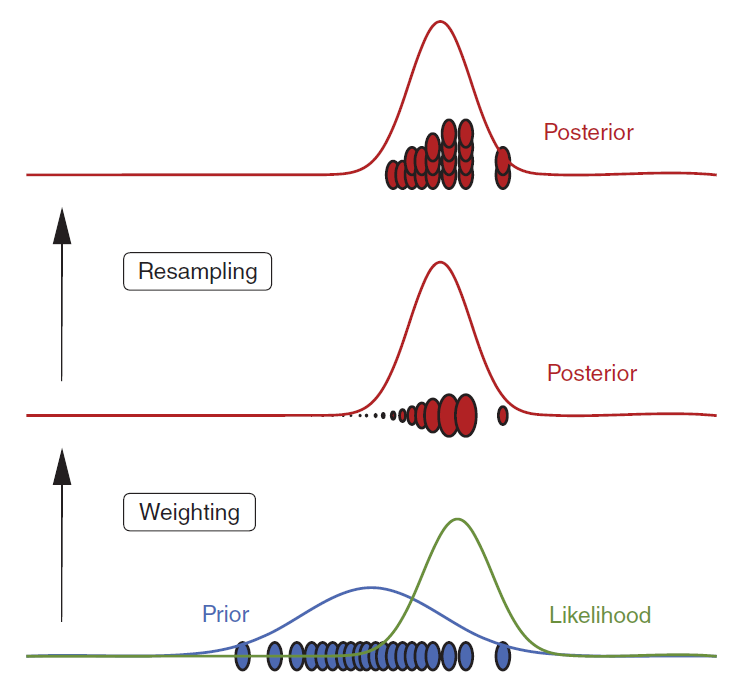 Posterior
Resampling
Posterior
Weighting
Prior
Likelihood